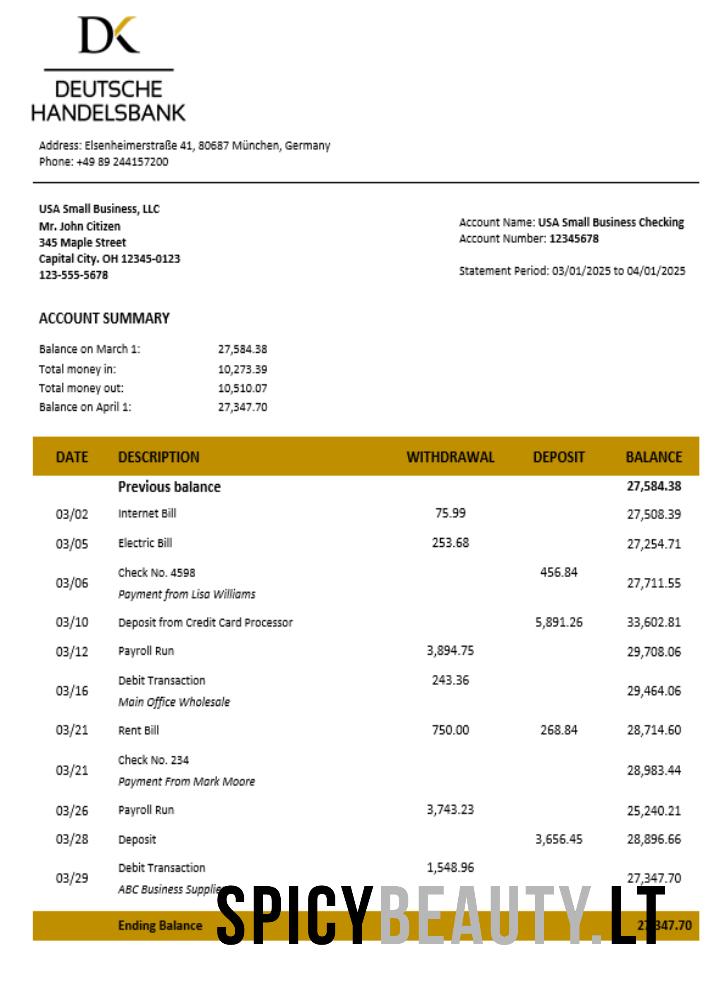 DK
DEUTSCHE
HANDELSBANK
Address: Elsenheimerstraße 41, 80687 München, Germany
Phone: +49 89 244157200
USA Small Business, LLC
Mr. John Citizen
345 Maple Street
Capital City. OH 12345-0123
123-555-5678
Account Name: USA Small Business Checking
Account Number: 12345678
Statement Period: 03/01/2025 to 04/01/2025
ACCOUNT SUMMARY
Balance on March 1: 27,584.38
Total money in: 10,273.39
Total money out: 10,510.07
Balance on April 1: 27,347.70
DATE DESCRIPTION WITHDRAWAL DEPOSIT BALANCE
Previous balance 27,584.38
03/02 Internet Bill 75.99 27,508.39
03/05 Electric Bill 253.68 27,254.71
03/06 Check No. 4598 456.84 27,711.55
Payment from Lisa Williams
03/10 Deposit from Credit Card Processor 5,891.26 33,602.81
03/12 Payroll Run 3,894.75 29,708.06
03/16 Debit Transaction 243.36 29,464.06
Main Office Wholesale
03/21 Rent Bill 750.00 268.84 28,714.60
03/21 Check No. 234 28,983.44
Payment From Mark Moore
03/26 Payroll Run 3,743.23 25,240.21
03/28 Deposit 3,656.45 28,896.66
03/29 Debit Transaction 1,548.96 27,347.70
ABC Business Supplies
SPICYBEAUTY.LT
Ending Balance 27,347.70